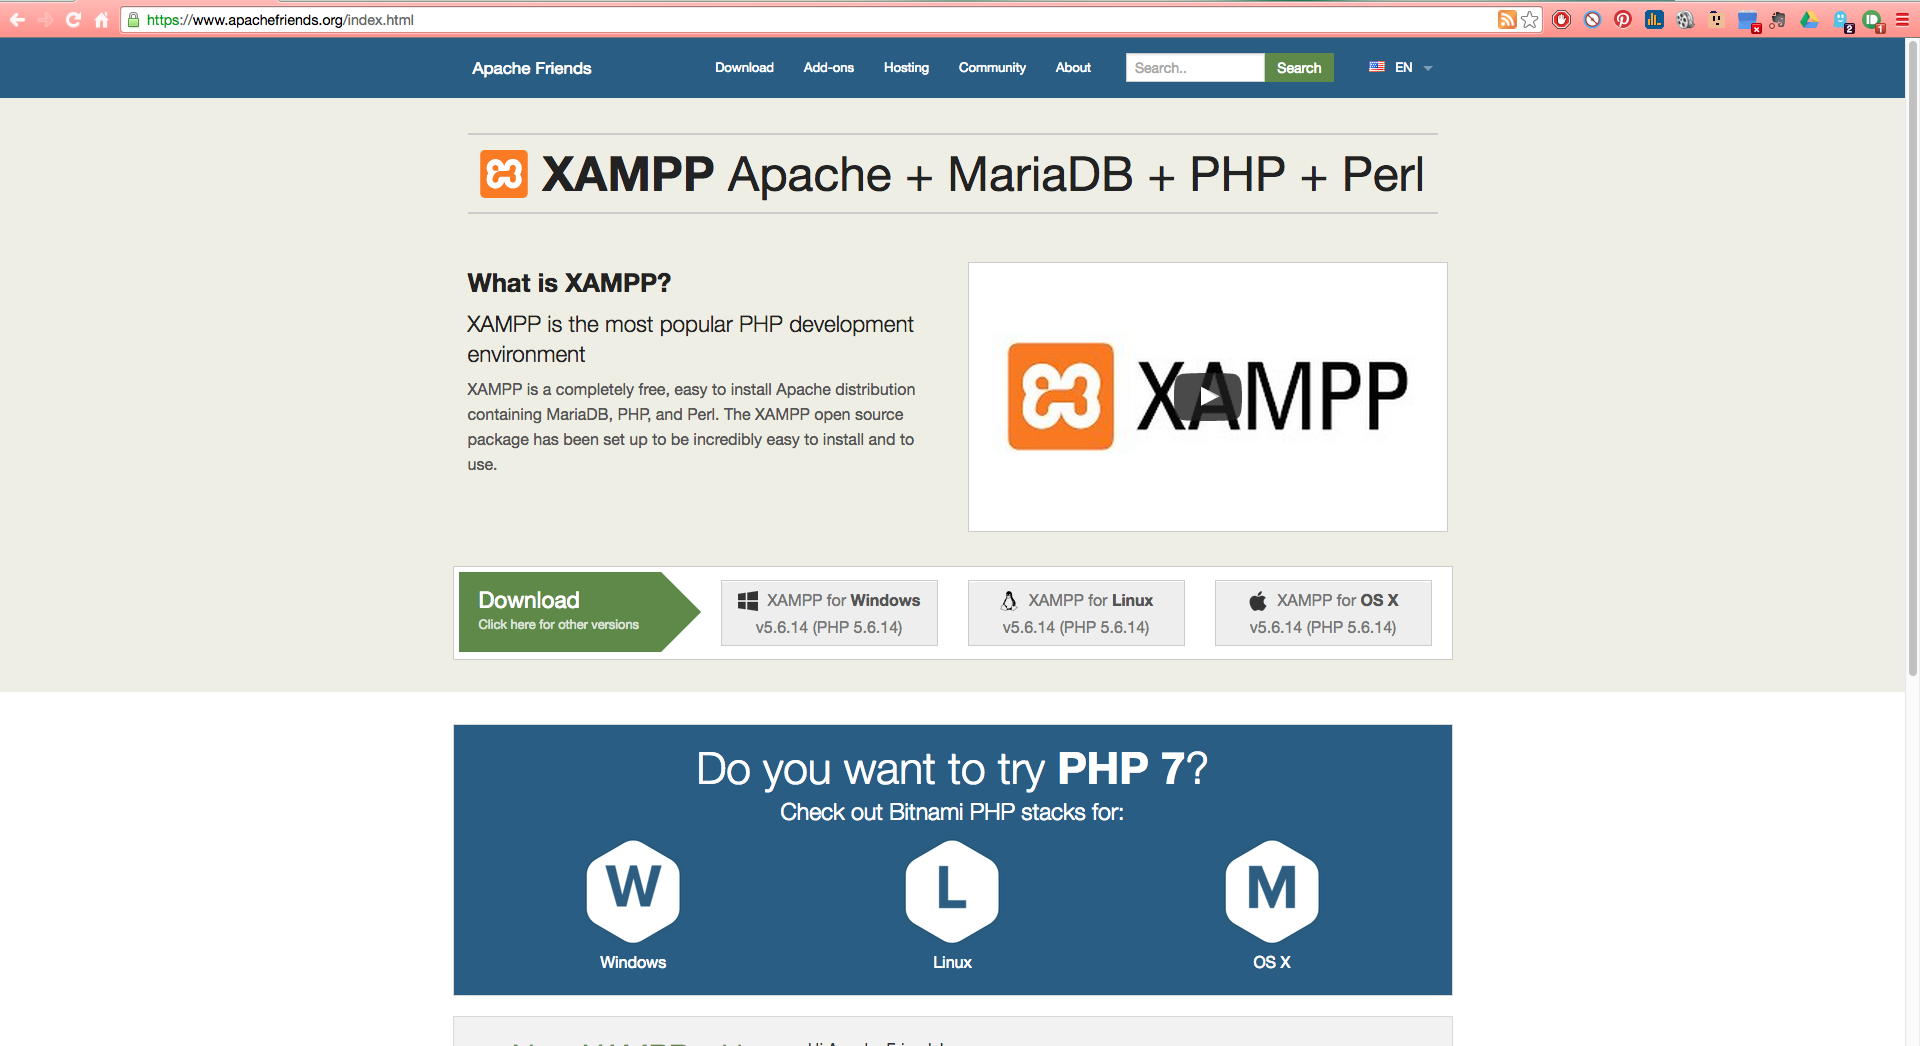 https://www.apachefriends.org/index.html
Apache Friends
Download
Add-ons
Hosting
Community
About
Search..
Search
EN
XAMPP Apache + MariaDB + PHP + Perl
What is XAMPP?
XAMPP is the most popular PHP development
environment
XAMPP is a completely free, easy to install Apache distribution
containing MariaDB, PHP, and Perl. The XAMPP open source
package has been set up to be incredibly easy to install and to
use.
XAMPP
Download
Click here for other versions
XAMPP for Windows
v5.6.14 (PHP 5.6.14)
XAMPP for Linux
v5.6.14 (PHP 5.6.14)
XAMPP for OS X
v5.6.14 (PHP 5.6.14)
Do you want to try PHP 7?
Check out Bitnami PHP stacks for:
W
Windows
L
Linux
M
OS X